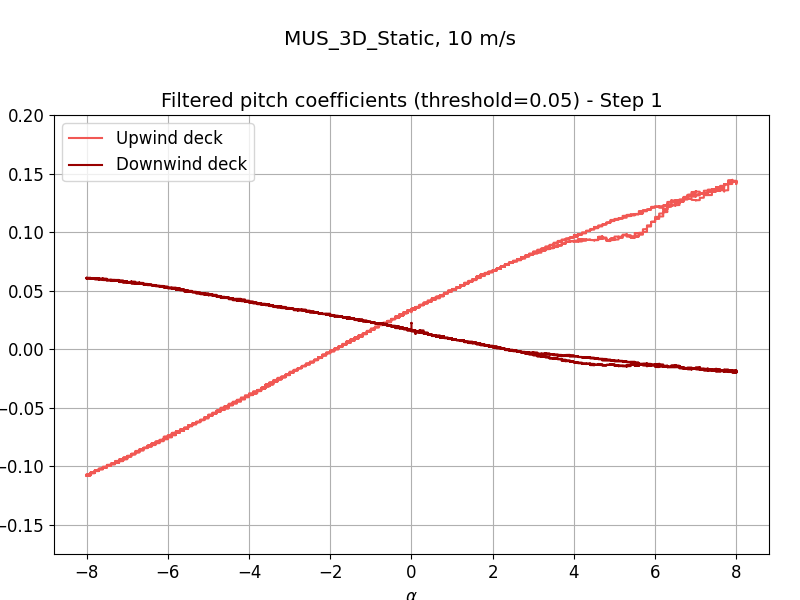 MUS_3D_Static, 10 m/s
Filtered pitch coefficients (threshold=0.05) - Step 1
Upwind deck
Downwind deck
0.20
0.15
0.10
0.05
0.00
−0.05
−0.10
−0.15
−8 −6 −4 −2 0 2 4 6 8
α